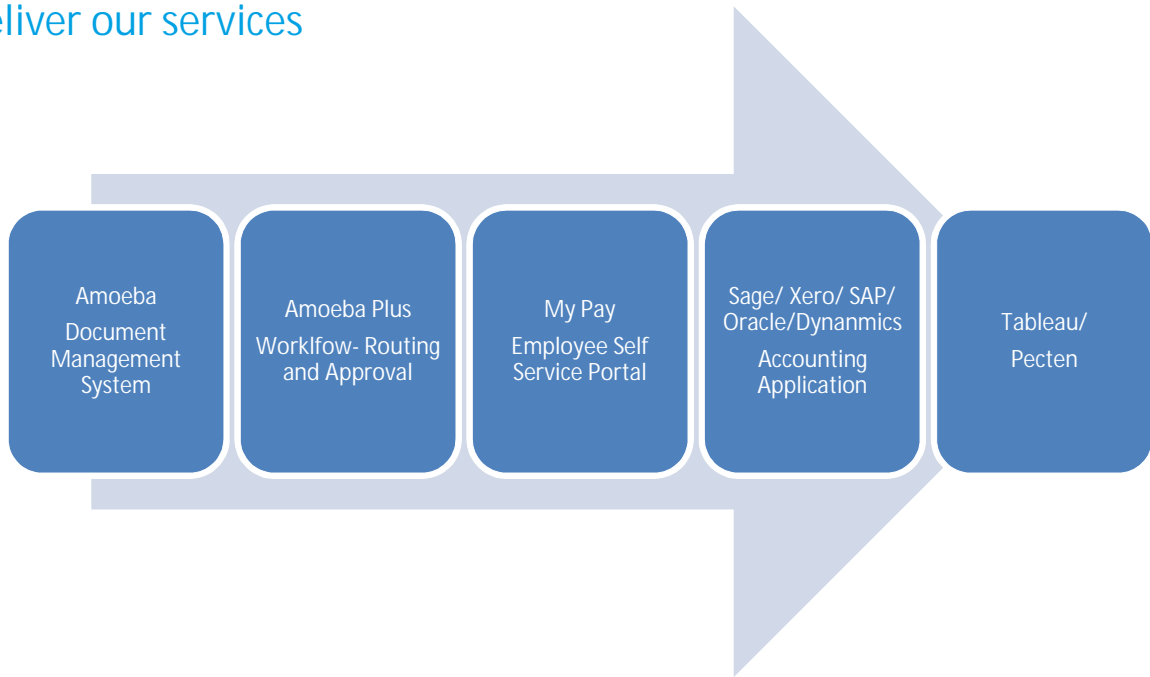 eliver our services
Amoeba
Document
Management
System
Amoeba Plus
Worklfow- Routing
and Approval
My Pay
Employee Self
Service Portal
Sage/ Xero/ SAP/
Oracle/Dynanmics
Accounting
Application
Tableau/
Pecten